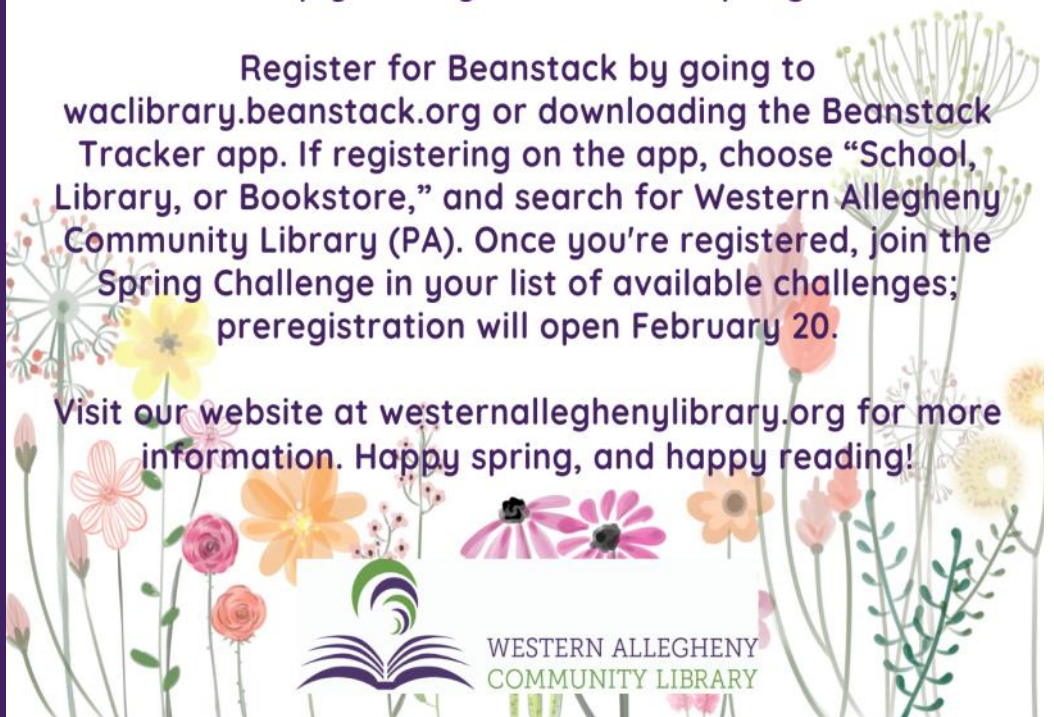 Register for Beanstack by going to
waclibrary.beanstack.org or downloading the Beanstack
Tracker app. If registering on the app, choose “School,
Library, or Bookstore,” and search for Western Allegheny
Community Library (PA). Once you're registered, join the
Spring Challenge in your list of available challenges;
preregistration will open February 20.
Visit our website at westernalleghenylibrary.org for more
information. Happy spring, and happy reading!
WESTERN ALLEGHENY
COMMUNITY LIBRARY